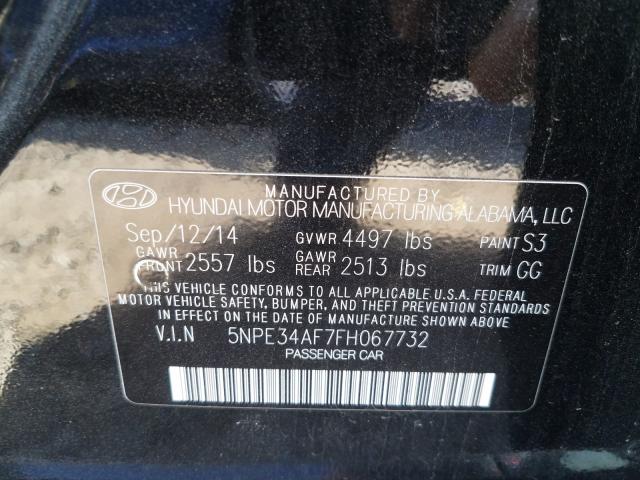 MANUFACTURED BY
HYUNDAI MOTOR MANUFACTURING ALABAMA, LLC
Sep/12/14 GVWR 4497 lbs PAINT S3
GAWR FRONT 2557 lbs GAWR REAR 2513 lbs TRIM GG
THIS VEHICLE CONFORMS TO ALL APPLICABLE U.S.A. FEDERAL
MOTOR VEHICLE SAFETY, BUMPER, AND THEFT PREVENTION STANDARDS
IN EFFECT ON THE DATE OF MANUFACTURE SHOWN ABOVE
V.I.N 5NPE34AF7FH067732
PASSENGER CAR